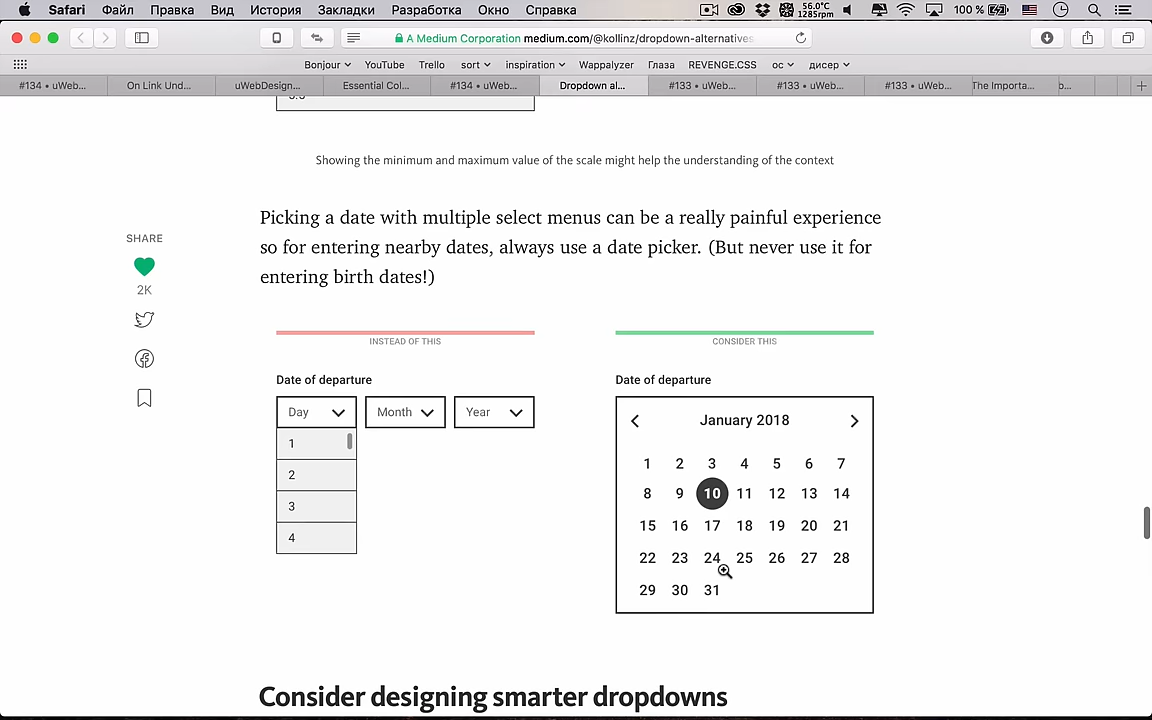 Safari Файл Правка Вид История Закладки Разработка Окно Справка 56.0°C 1285rpm 100 %
A Medium Corporation medium.com/@kollinz/dropdown-alternatives
Bonjour YouTube Trello sort inspiration Wappalyzer Глаза REVENGE.CSS ос дисер
#134 • uWeb... On Link Und... uWebDesign... Essential Col... #134 • uWeb... Dropdown al... #133 • uWeb... #133 • uWeb... #133 • uWeb... The Importa... b...
Showing the minimum and maximum value of the scale might help the understanding of the context
Picking a date with multiple select menus can be a really painful experience
so for entering nearby dates, always use a date picker. (But never use it for
entering birth dates!)
SHARE
2K
INSTEAD OF THIS
Date of departure
Day Month Year
1
2
3
4
CONSIDER THIS
Date of departure
January 2018
1 2 3 4 5 6 7
8 9 10 11 12 13 14
15 16 17 18 19 20 21
22 23 24 25 26 27 28
29 30 31
Consider designing smarter dropdowns